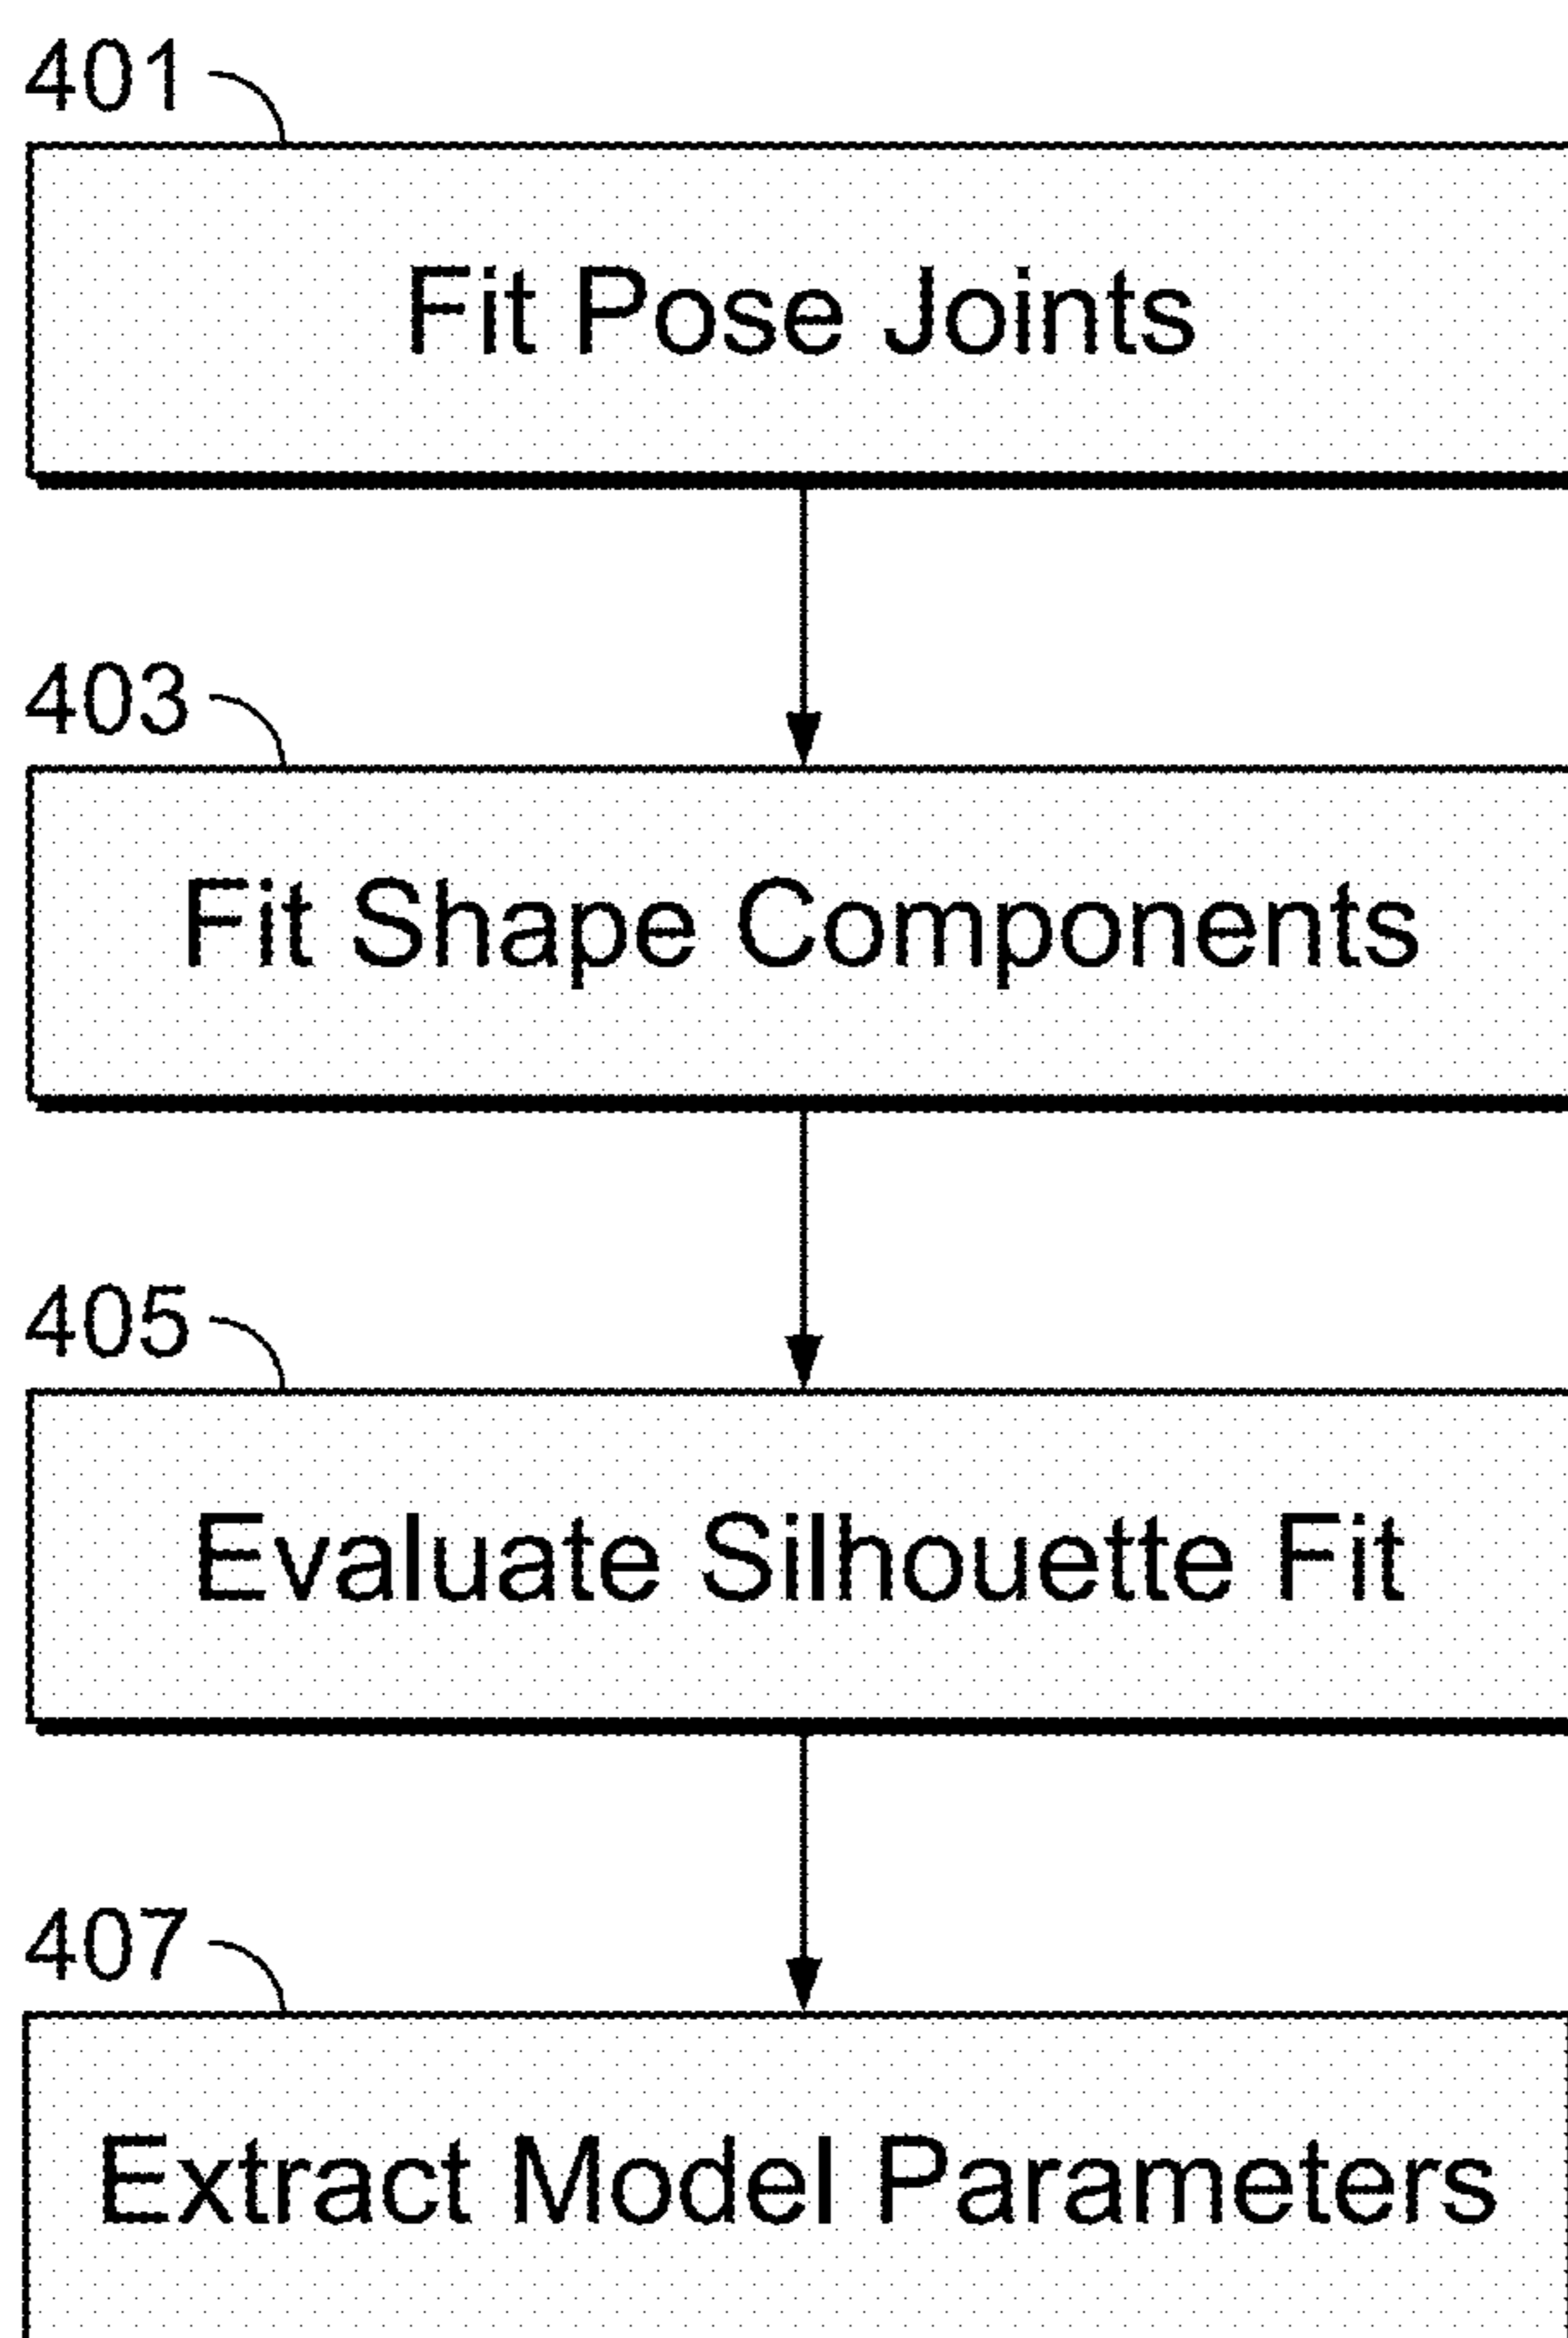 401
Fit Pose Joints
403
Fit Shape Components
405
Evaluate Silhouette Fit
407
Extract Model Parameters